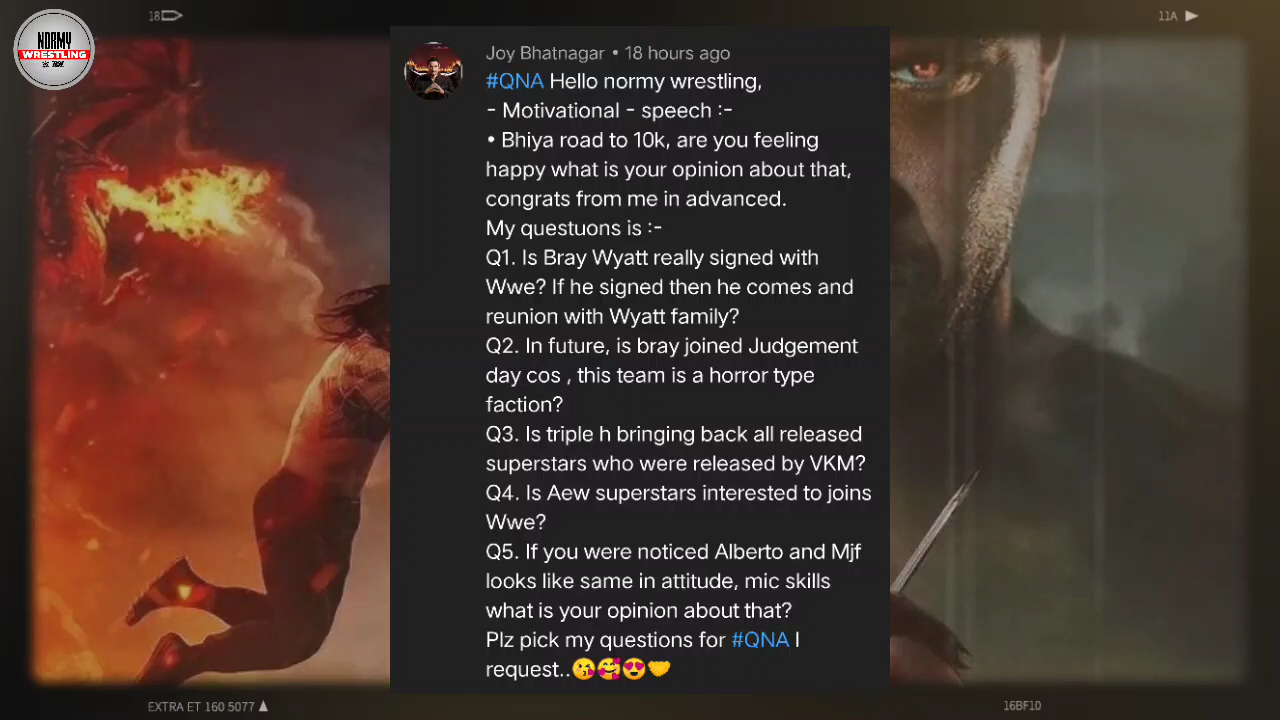 18
11A
NORMY
WRESTLING
Joy Bhatnagar • 18 hours ago
#QNA Hello normy wrestling,
- Motivational - speech :-
• Bhiya road to 10k, are you feeling
happy what is your opinion about that,
congrats from me in advanced.
My questuons is :-
Q1. Is Bray Wyatt really signed with
Wwe? If he signed then he comes and
reunion with Wyatt family?
Q2. In future, is bray joined Judgement
day cos , this team is a horror type
faction?
Q3. Is triple h bringing back all released
superstars who were released by VKM?
Q4. Is Aew superstars interested to joins
Wwe?
Q5. If you were noticed Alberto and Mjf
looks like same in attitude, mic skills
what is your opinion about that?
Plz pick my questions for #QNA I
request..😘🥰😍🤝
EXTRA ET 160 5077
16BF10